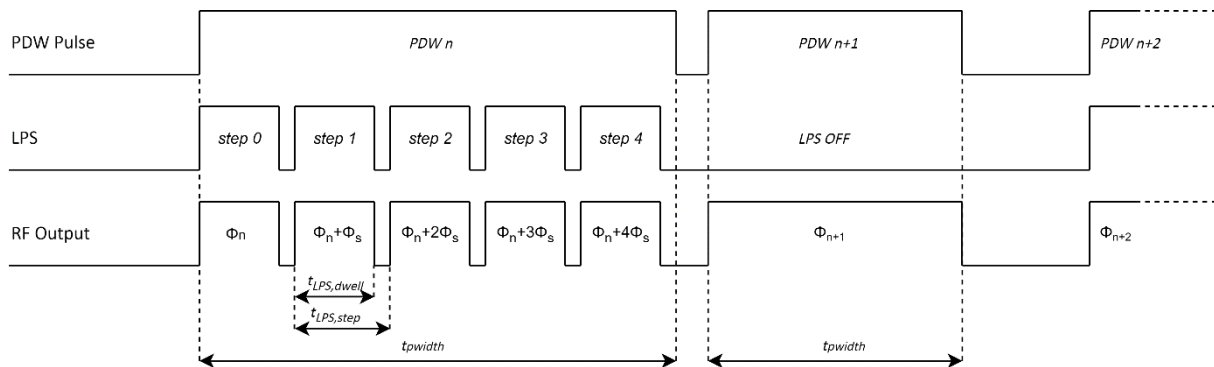 PDW Pulse
PDW n
PDW n+1
PDW n+2
LPS
step 0
step 1
step 2
step 3
step 4
LPS OFF
RF Output
Φn
Φn+Φs
Φn+2Φs
Φn+3Φs
Φn+4Φs
Φn+1
Φn+2
tLPS,dwell
tLPS,step
tpwidth
tpwidth